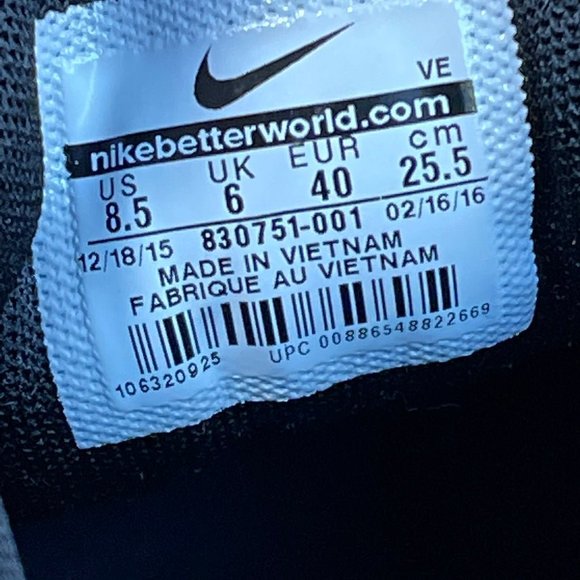 VE
nikebetterworld.com
US UK EUR cm
8.5 6 40 25.5
12/18/15 830751-001 02/16/16
MADE IN VIETNAM
FABRIQUE AU VIETNAM
106320925 UPC 00886548822669